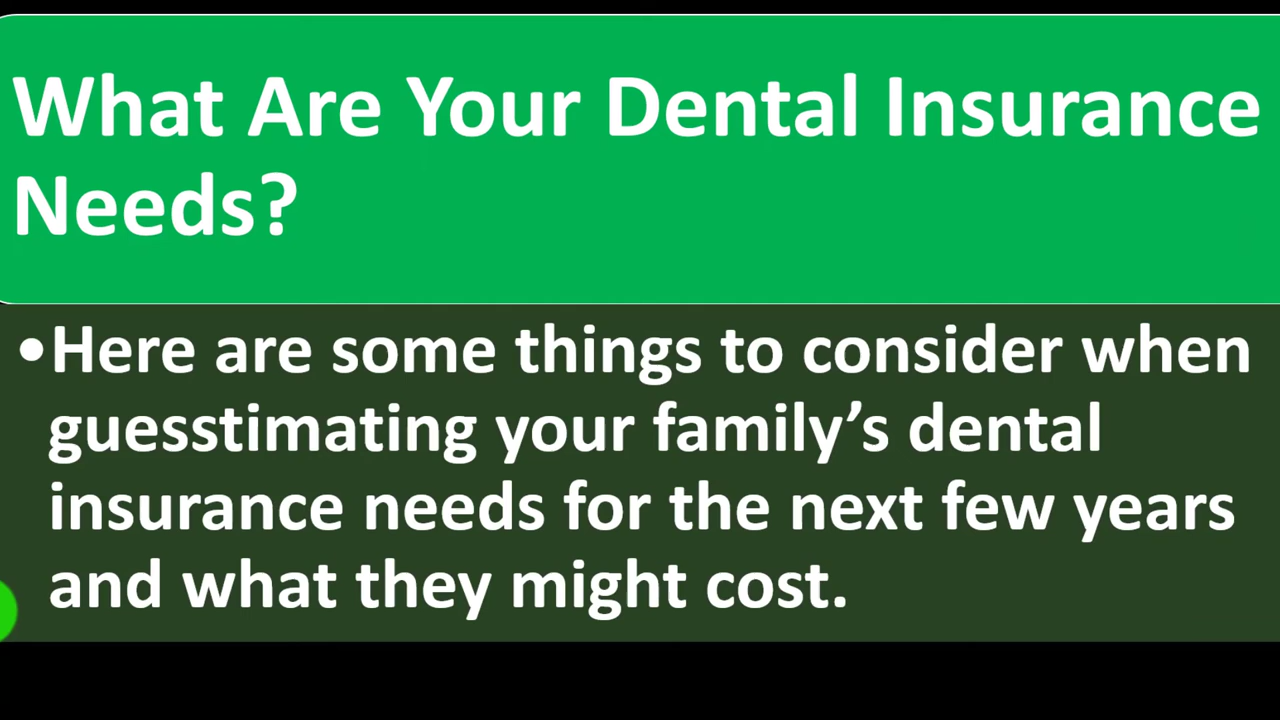 What Are Your Dental Insurance
Needs?
•Here are some things to consider when
guesstimating your family’s dental
insurance needs for the next few years
and what they might cost.